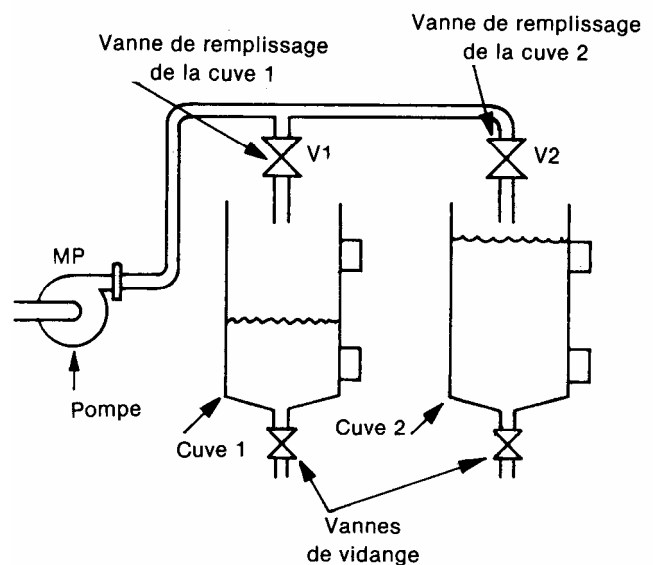 Vanne de remplissage
de la cuve 1
Vanne de remplissage
de la cuve 2
V1
V2
MP
Pompe
Cuve 1
Cuve 2
Vannes
de vidange